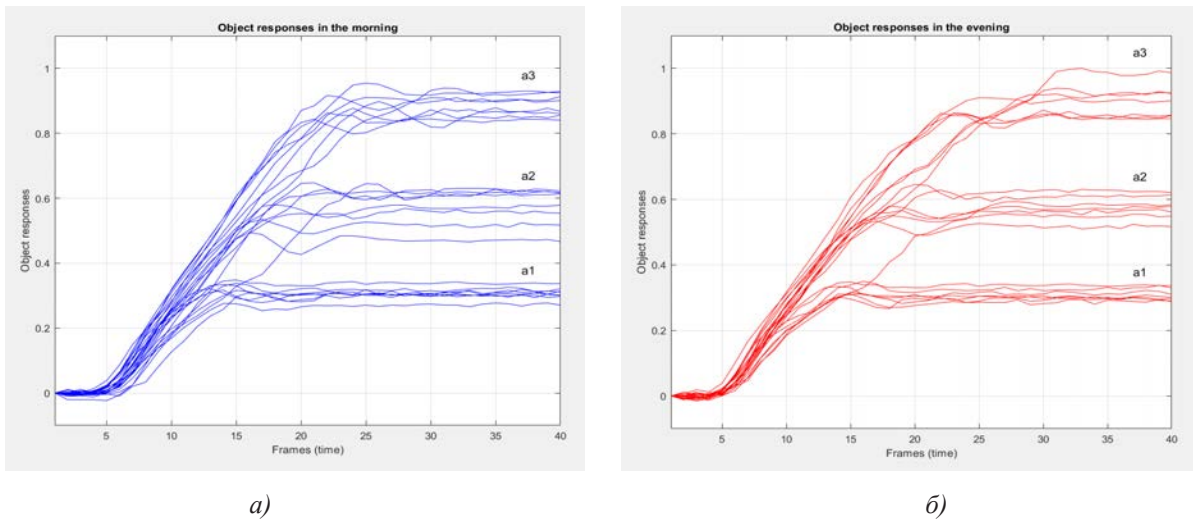 Object responses in the morning
Object responses
1
0.8
0.6
0.4
0.2
0
a3
a2
a1
5 10 15 20 25 30 35 40
Frames (time)
а)
Object responses in the evening
Object responses
1
0.8
0.6
0.4
0.2
0
a3
a2
a1
5 10 15 20 25 30 35 40
Frames (time)
б)